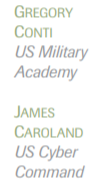 GREGORY
CONTI
US Military
Academy
JAMES
CAROLAND
US Cyber
Command